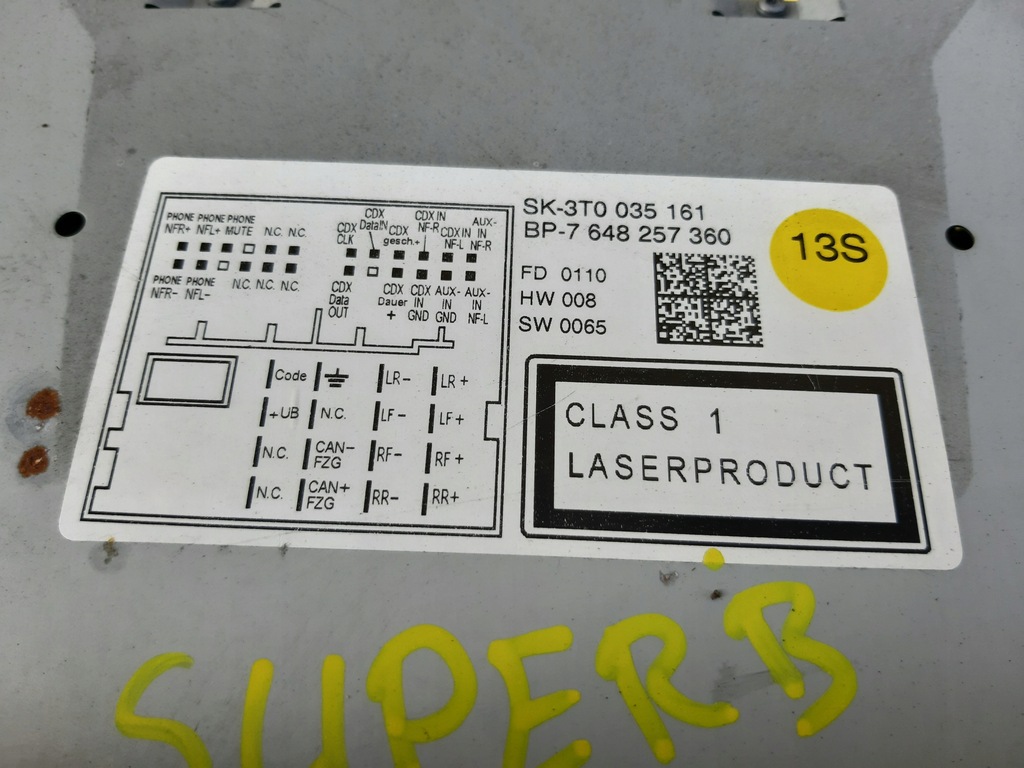 SK-3T0 035 161
BP-7 648 257 360
13S
FD 0110
HW 008
SW 0065
CLASS 1
LASERPRODUCT
PHONE PHONE PHONE
NFR+ NFL+ MUTE N.C. N.C.
PHONE PHONE
NFR- NFL-
N.C. N.C. N.C.
CDX
CLK
CDX
DataIN
CDX
gesch.+
CDX IN
NF-R
CDX IN
NF-L
AUX-
IN
NF-R
CDX
Data
OUT
CDX
Dauer
+
CDX
IN
GND
AUX-
IN
GND
AUX-
IN
NF-L
Code LR- LR+
+UB N.C. LF- LF+
N.C. CAN-
FZG RF- RF+
N.C. CAN+
FZG RR- RR+
SUPERB